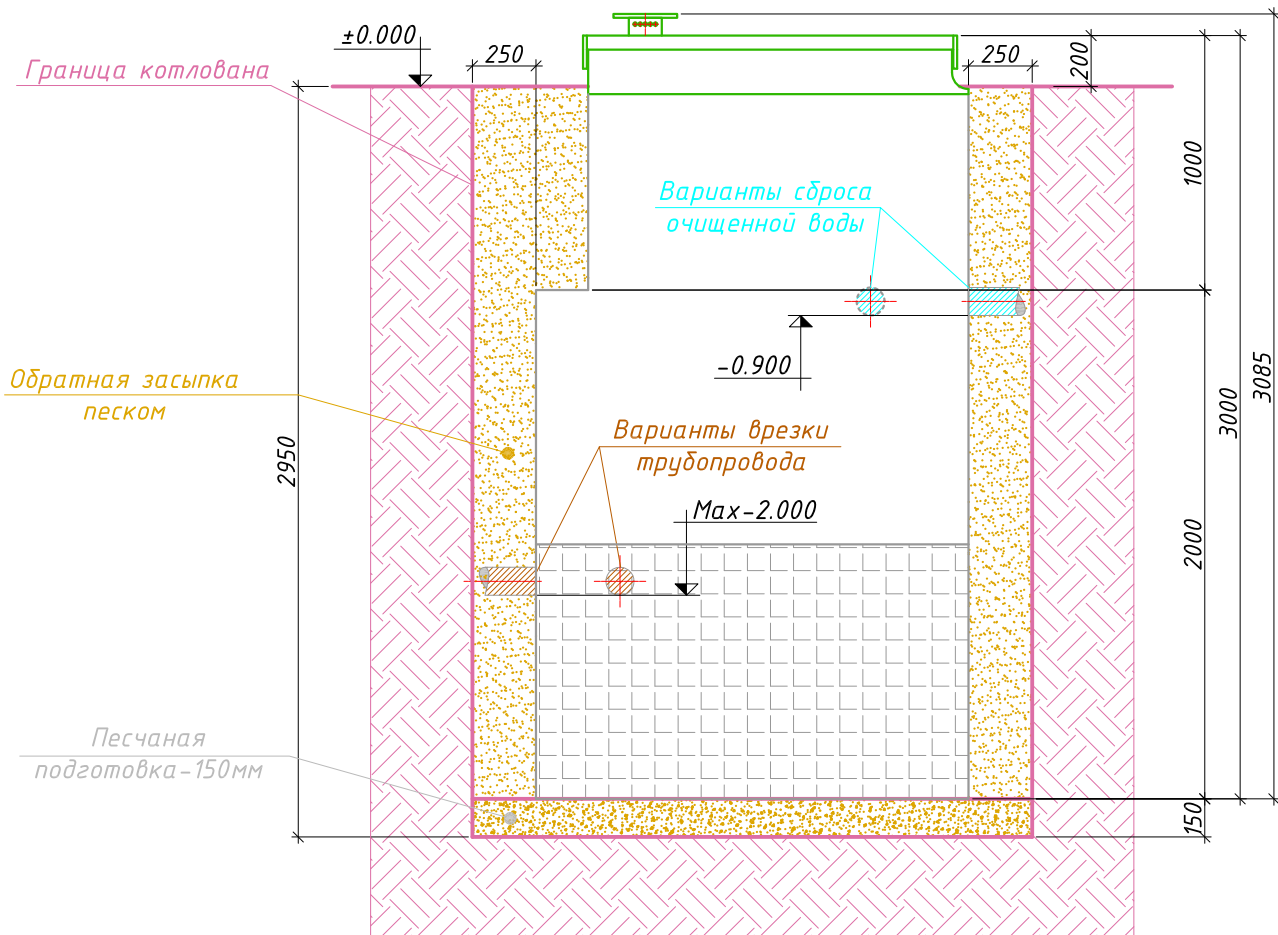 ±0.000
250
250
200
Граница котлована
1000
Варианты сброса
очищенной воды
-0.900
3085
3000
Обратная засыпка
песком
Варианты врезки
трубопровода
2950
Max-2.000
2000
Песчаная
подготовка-150мм
150